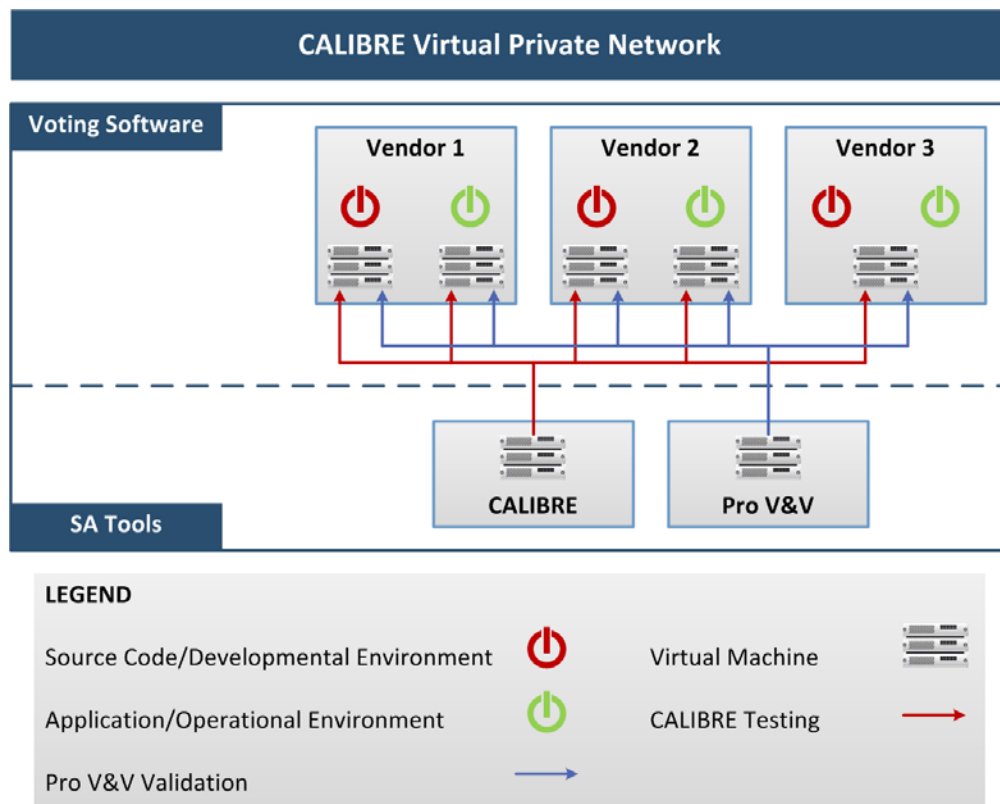 CALIBRE Virtual Private Network
Voting Software
Vendor 1
Vendor 2
Vendor 3
CALIBRE
Pro V&V
SA Tools
LEGEND
Source Code/Developmental Environment
Virtual Machine
Application/Operational Environment
CALIBRE Testing
Pro V&V Validation